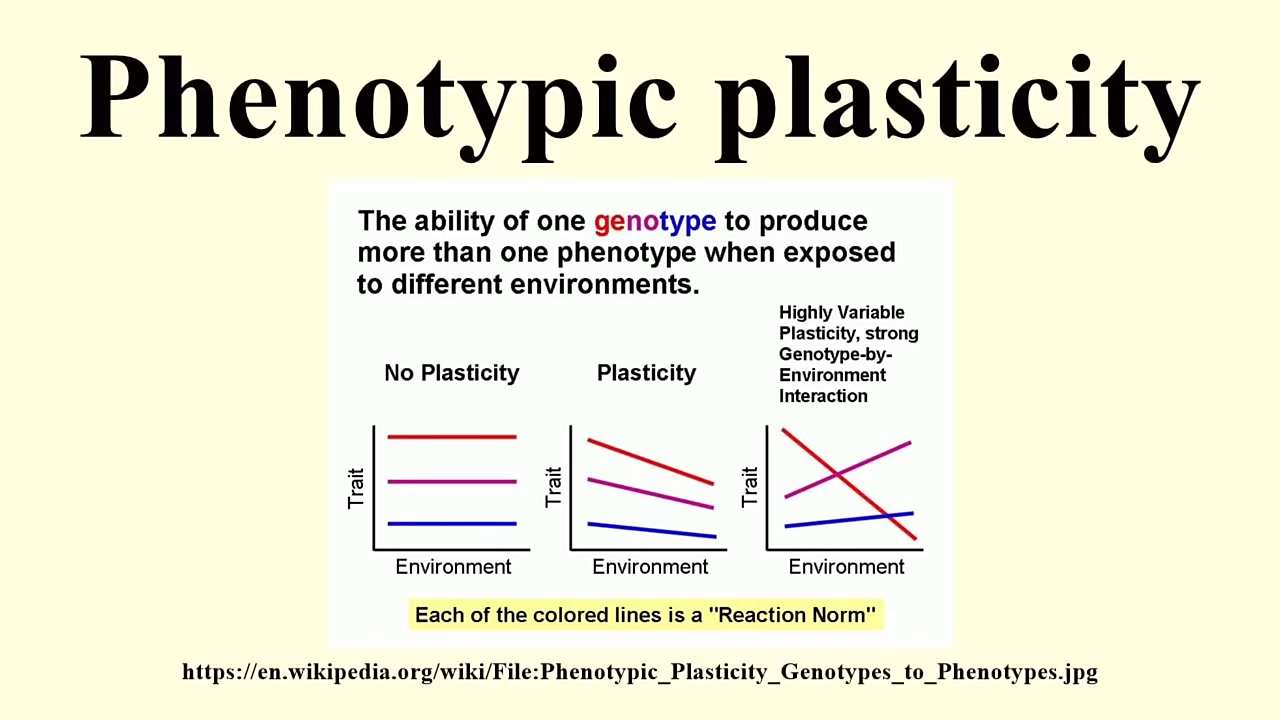 Phenotypic plasticity
The ability of one genotype to produce
more than one phenotype when exposed
to different environments.
No Plasticity
Plasticity
Highly Variable
Plasticity, strong
Genotype-by-
Environment
Interaction
Trait
Environment
Trait
Environment
Trait
Environment
Each of the colored lines is a "Reaction Norm"
https://en.wikipedia.org/wiki/File:Phenotypic_Plasticity_Genotypes_to_Phenotypes.jpg